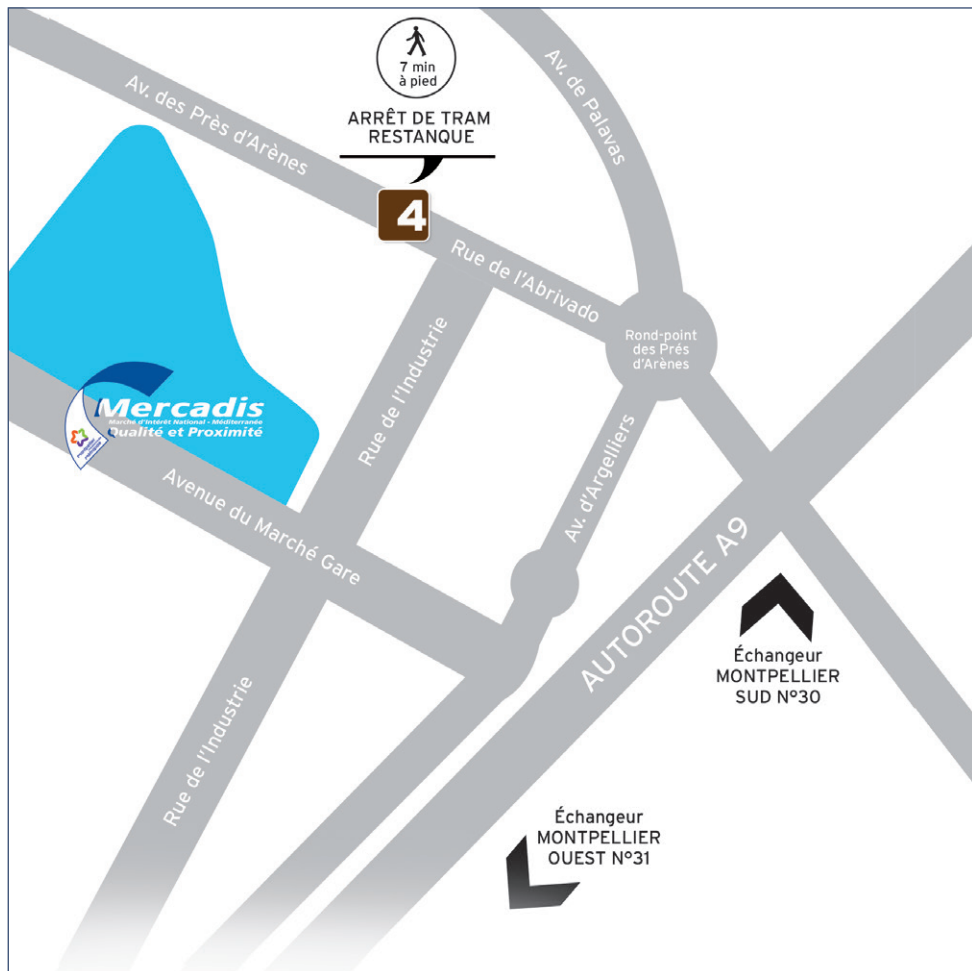 7 min
à pied
ARRÊT DE TRAM
RESTANQUE
Av. de Palavas
Av. des Près d'Arènes
4
Rue de l'Abrivado
Rond-point
des Prés
d'Arènes
Rue de l'Industrie
Mercadis
Marché d'Intérêt National - Méditerranée
Qualité et Proximité
Avenue du Marché Gare
Av. d'Argelliers
AUTOROUTE A9
Échangeur
MONTPELLIER
SUD N°30
Rue de l'Industrie
Échangeur
MONTPELLIER
OUEST N°31